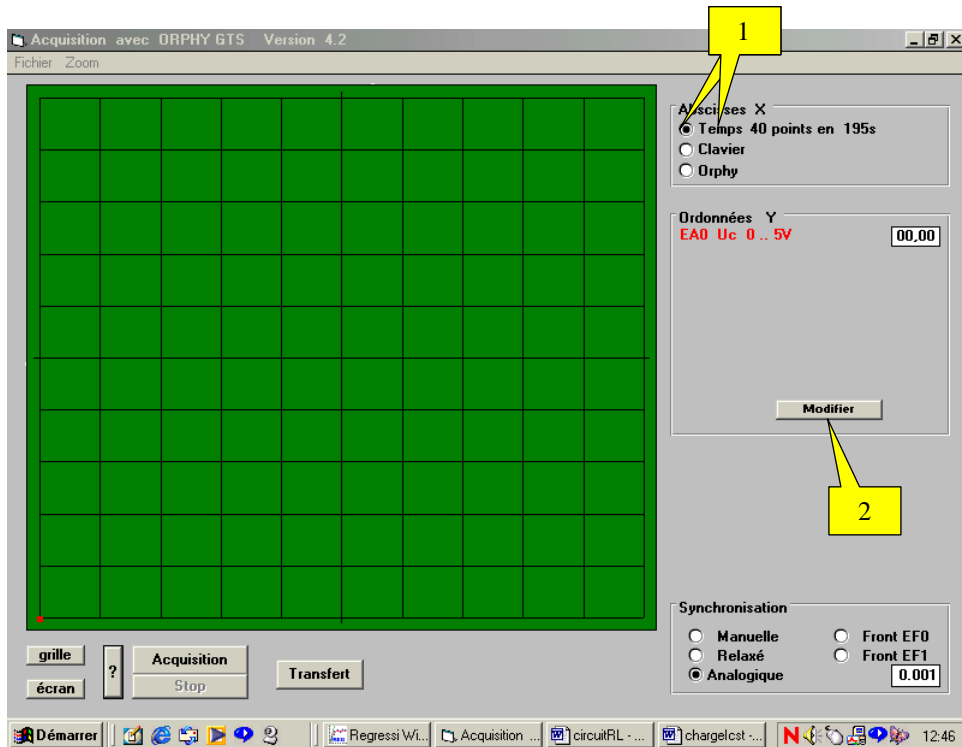 1
Acquisition avec ORPHY GTS Version 4.2
Fichier Zoom
Abscisses X
Temps 40 points en 195s
Clavier
Orphy
Ordonnées Y
EA0 Uc 0 .. 5V 00,00
Modifier
2
Synchronisation
Manuelle Front EF0
Relaxé Front EF1
Analogique 0.001
grille
écran
?
Acquisition
Stop
Transfert
Démarrer Regressi Wi... Acquisition ... circuitRL - ... chargeIcst -... N 12:46